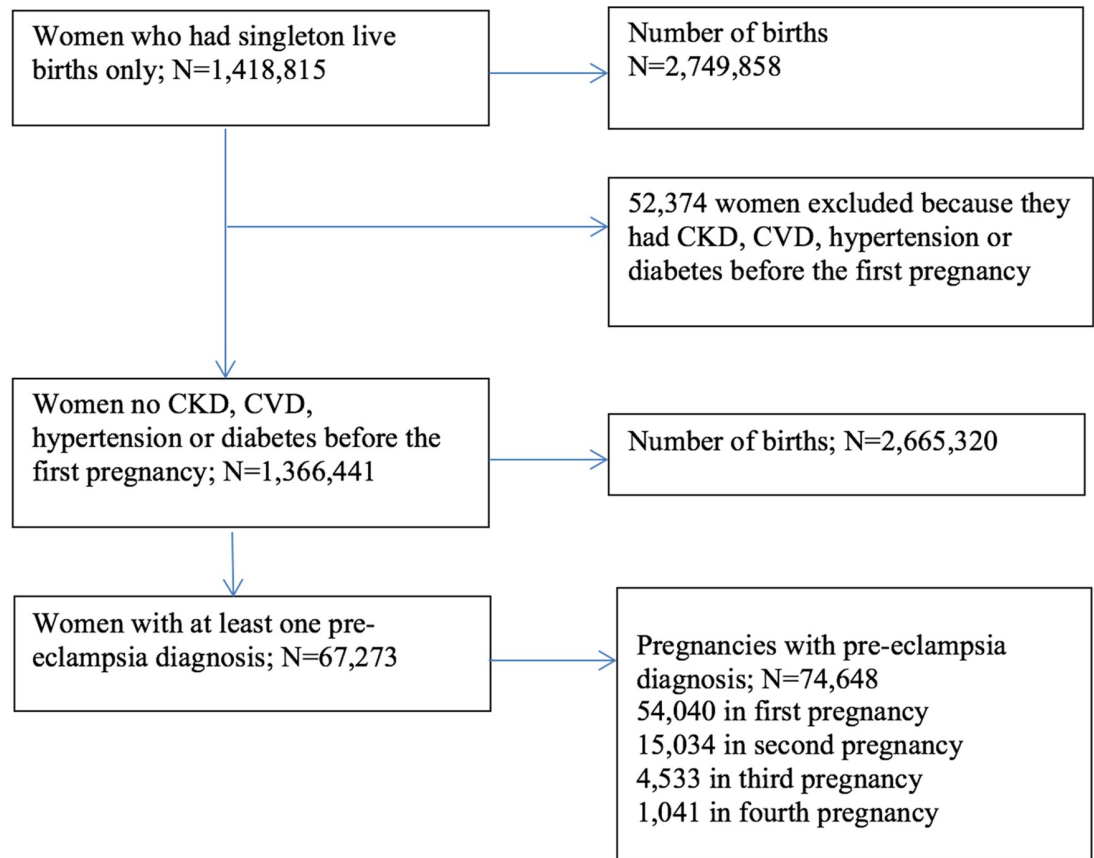 Women who had singleton live
births only; N=1,418,815
Number of births
N=2,749,858
52,374 women excluded because they
had CKD, CVD, hypertension or
diabetes before the first pregnancy
Women no CKD, CVD,
hypertension or diabetes before the
first pregnancy; N=1,366,441
Number of births; N=2,665,320
Women with at least one pre-
eclampsia diagnosis; N=67,273
Pregnancies with pre-eclampsia
diagnosis; N=74,648
54,040 in first pregnancy
15,034 in second pregnancy
4,533 in third pregnancy
1,041 in fourth pregnancy